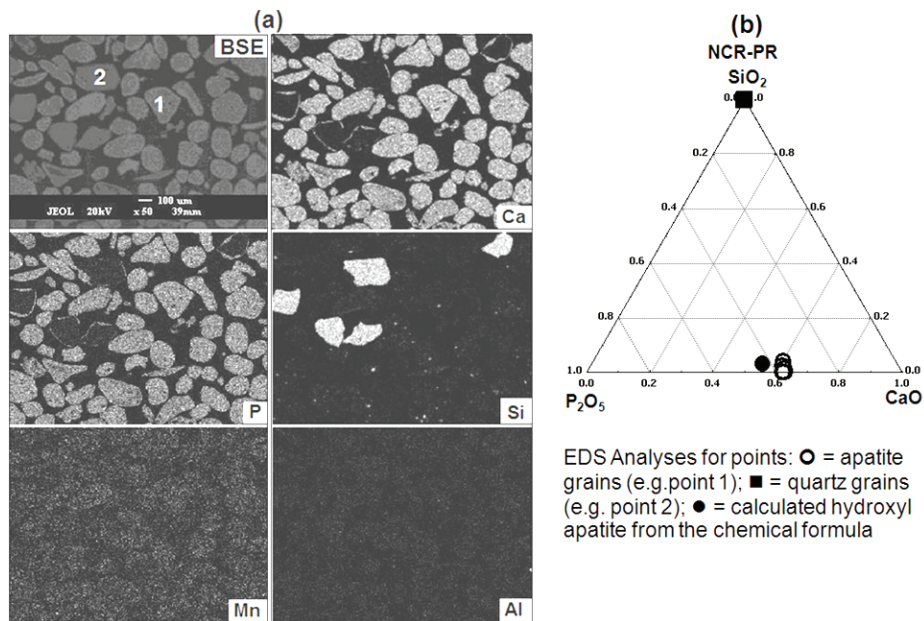 (a)
BSE
2
1
100 um
JEOL 20kV x 50 39mm
Ca
P
Si
Mn
Al
(b)
NCR-PR
SiO₂
0.0 1.0
0.2 0.8
0.4 0.6
0.6 0.4
0.8 0.2
1.0 0.0
0.0 0.2 0.4 0.6 0.8 1.0
P₂O₅ CaO
EDS Analyses for points: O = apatite
grains (e.g.point 1); ■ = quartz grains
(e.g. point 2); ● = calculated hydroxyl
apatite from the chemical formula